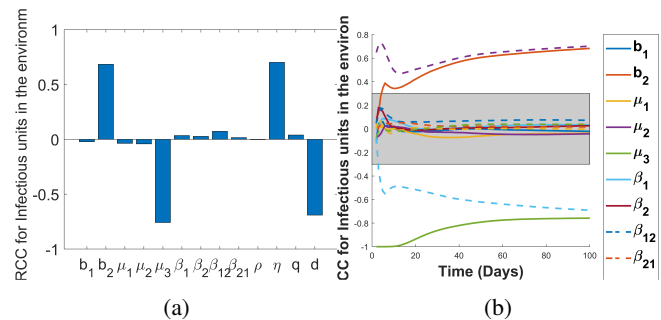 RCC for Infectious units in the environm
1
0.5
0
-0.5
-1
b1 b2 μ1 μ2 μ3 β1 β2 β12 β21 ρ η q d
(a)
CC for Infectious units in the environ
0.8
0.6
0.4
0.2
0
-0.2
-0.4
-0.6
-0.8
-1
0 20 40 60 80 100
Time (Days)
b1
b2
μ1
μ2
μ3
β1
β2
β12
β21
(b)